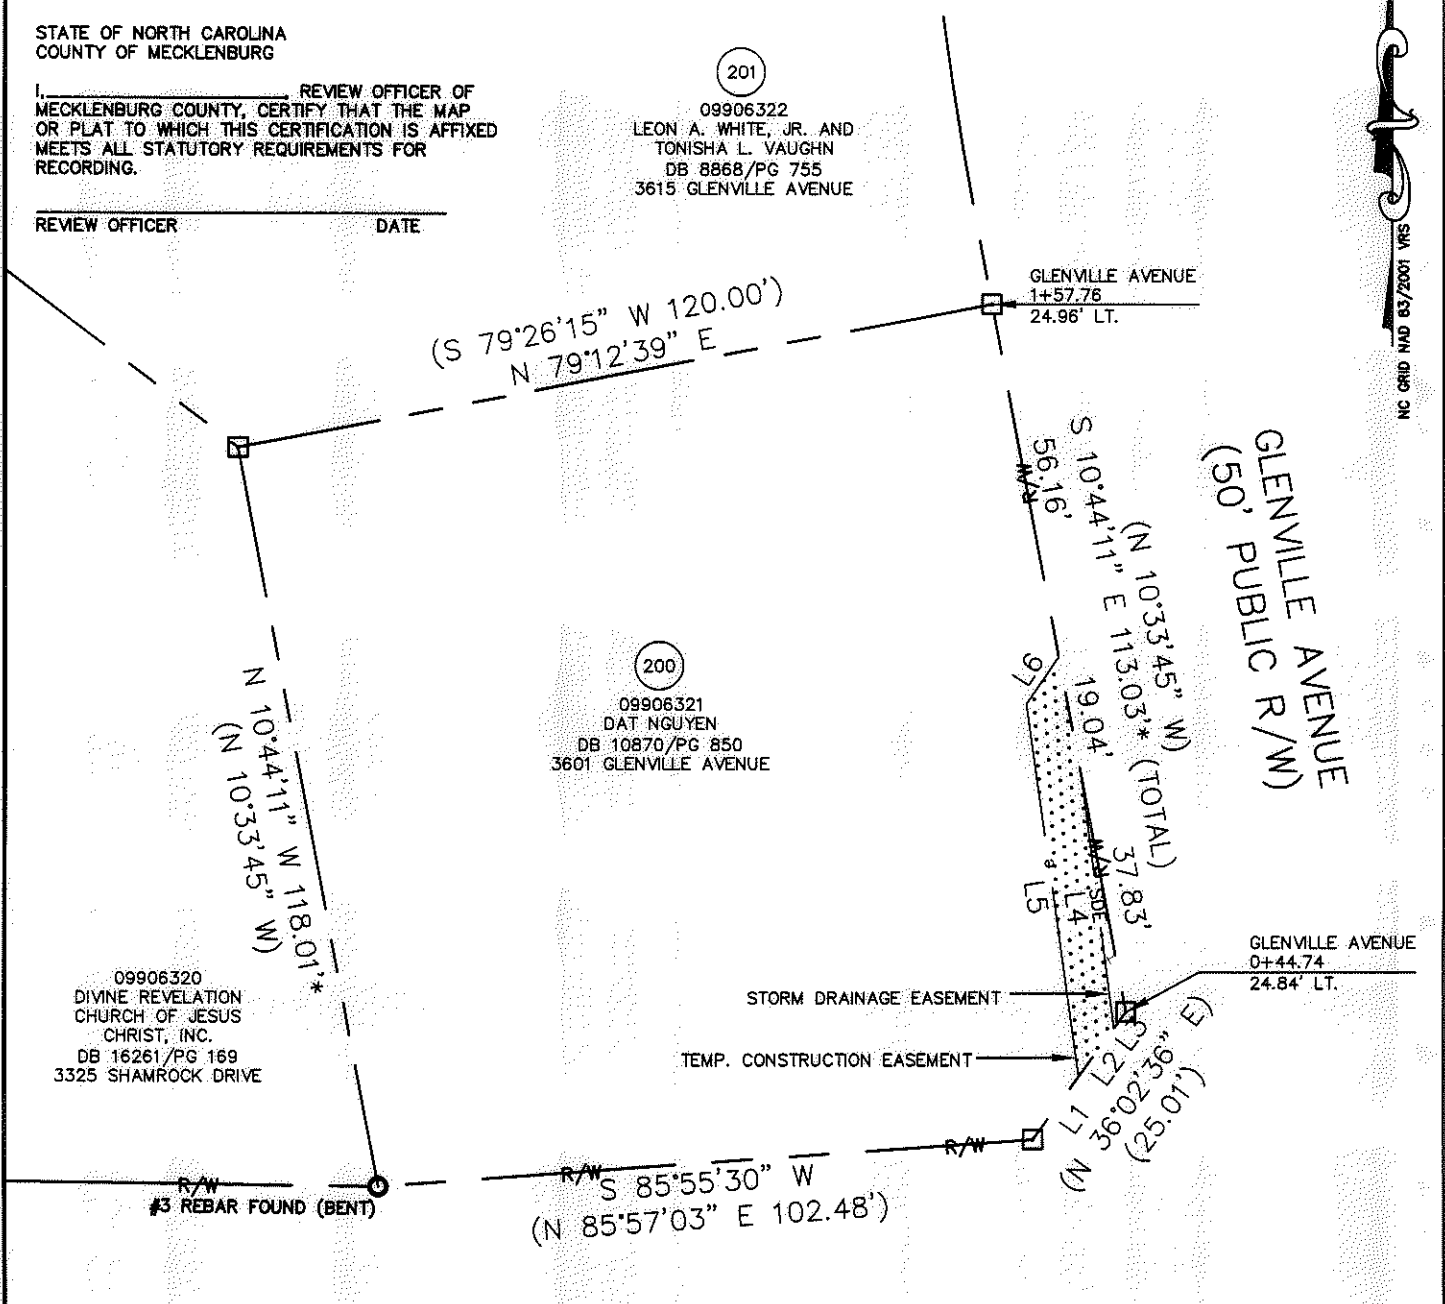 STATE OF NORTH CAROLINA
COUNTY OF MECKLENBURG
I, REVIEW OFFICER OF
MECKLENBURG COUNTY, CERTIFY THAT THE MAP
OR PLAT TO WHICH THIS CERTIFICATION IS AFFIXED
MEETS ALL STATUTORY REQUIREMENTS FOR
RECORDING.
REVIEW OFFICER DATE
201
09906322
LEON A. WHITE, JR. AND
TONISHA L. VAUGHN
DB 8868/PG 755
3615 GLENVILLE AVENUE
NC GRID NAD 83/2001 VRS
GLENVILLE AVENUE
1+57.76
24.96' LT.
(S 79°26'15" W 120.00')
N 79°12'39" E
GLENVILLE AVENUE
(50' PUBLIC R/W)
(N 10°33'45" W)
S 10°44'11" E 113.03'* (TOTAL)
56.16'
R/W
L6
19.04'
37.83'
R/W
SDE
L4
L5
200
09906321
DAT NGUYEN
DB 10870/PG 850
3601 GLENVILLE AVENUE
N 10°44'11" W 118.01'*
(N 10°33'45" W)
09906320
DIVINE REVELATION
CHURCH OF JESUS
CHRIST, INC.
DB 16261/PG 169
3325 SHAMROCK DRIVE
GLENVILLE AVENUE
0+44.74
24.84' LT.
STORM DRAINAGE EASEMENT
TEMP. CONSTRUCTION EASEMENT
L1 L2 L3
(N 36°02'36" E)
(25.01')
R/W
R/W
R/W
#3 REBAR FOUND (BENT)
S 85°55'30" W
(N 85°57'03" E 102.48')